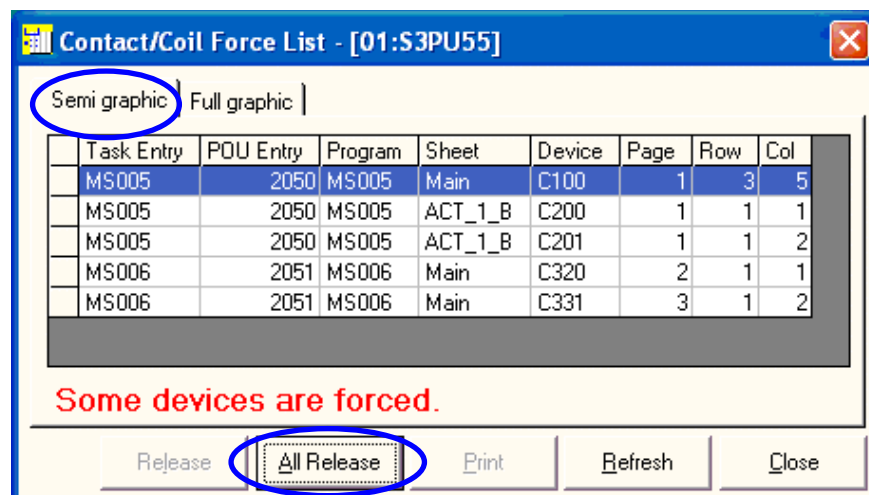 Contact/Coil Force List - [01:S3PU55]
Semi graphic Full graphic
Task Entry POU Entry Program Sheet Device Page Row Col
MS005 2050 MS005 Main C100 1 3 5
MS005 2050 MS005 ACT_1_B C200 1 1 1
MS005 2050 MS005 ACT_1_B C201 1 1 2
MS006 2051 MS006 Main C320 2 1 1
MS006 2051 MS006 Main C331 3 1 2
Some devices are forced.
Release All Release Print Refresh Close